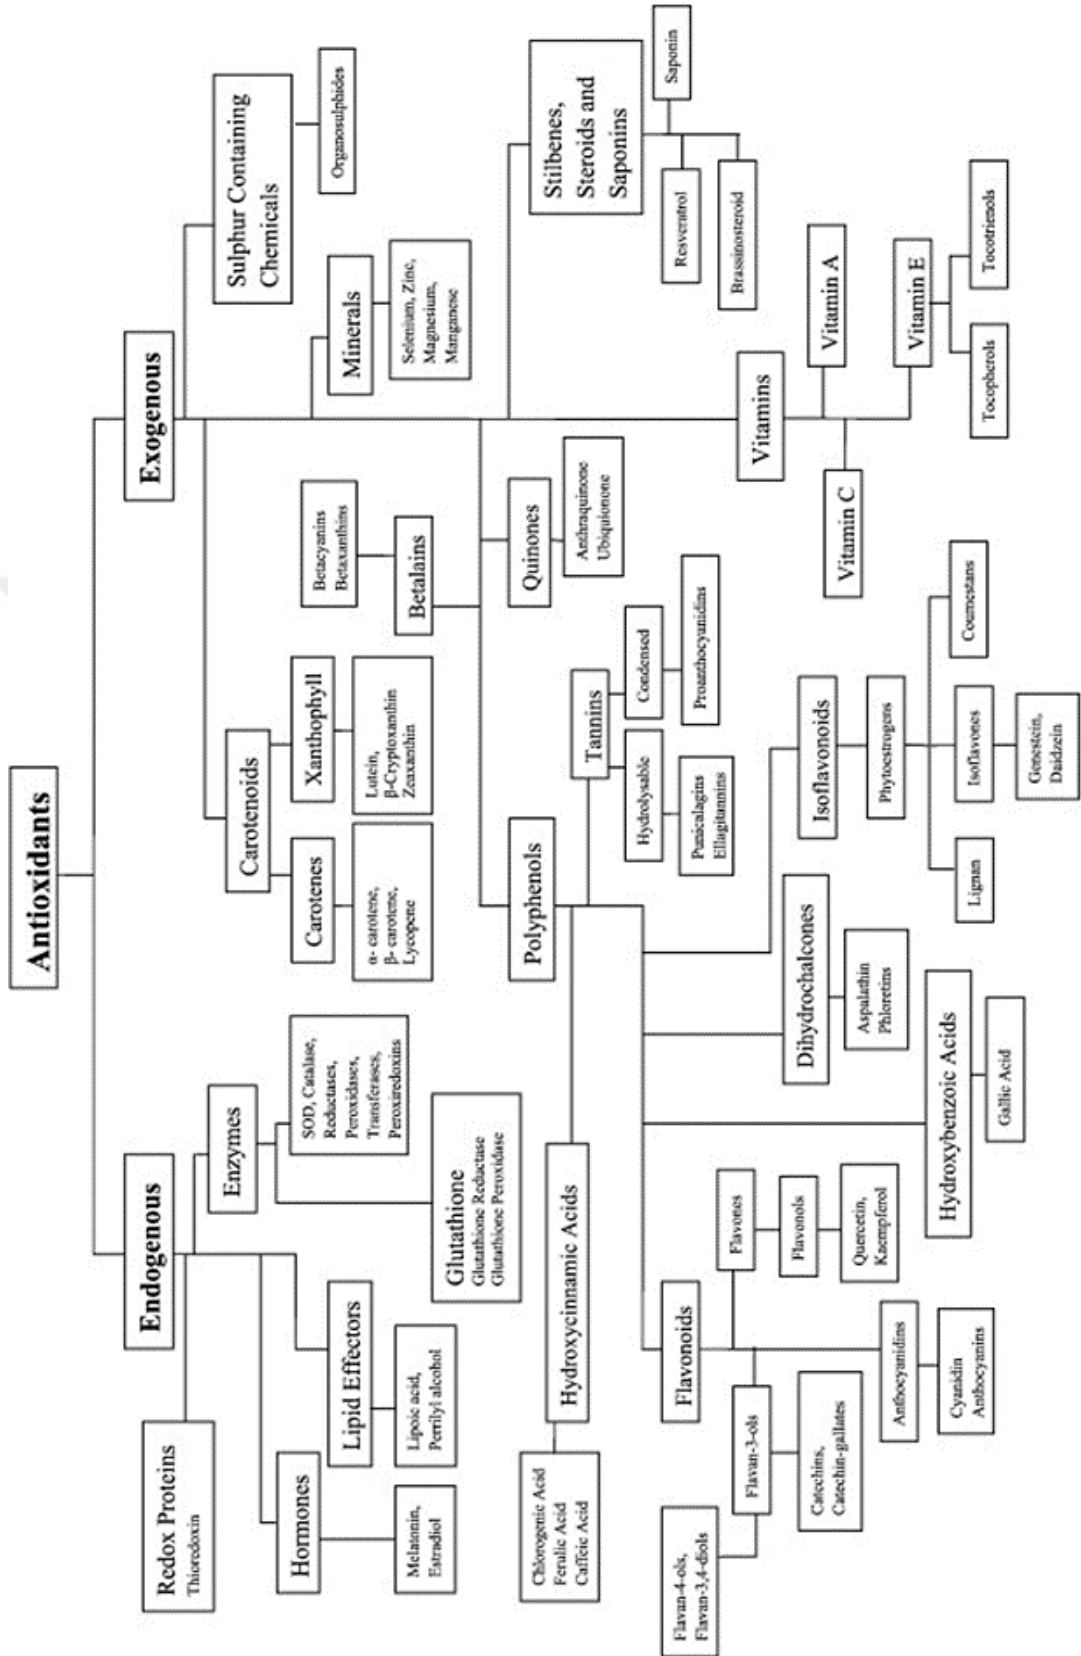 Antioxidants
Endogenous
Exogenous
Redox Proteins
Thioredoxin
Hormones
Melatonin,
Estradiol
Lipid Effectors
Lipoic acid,
Perrilyl alcohol
Enzymes
SOD, Catalase,
Reductases,
Peroxidases,
Transferases,
Peroxiredoxins
Glutathione
Glutathione Reductase
Glutathione Peroxidase
Carotenoids
Carotenes
α- carotene,
β- carotene,
Lycopene
Xanthophyll
Lutein,
β-Cryptoxanthin
Zeaxanthin
Sulphur Containing
Chemicals
Organosulphides
Minerals
Selenium, Zinc,
Magnesium,
Manganese
Betacyanins
Betaxanthins
Betalains
Polyphenols
Quinones
Anthraquinone
Ubiquionone
Stilbenes,
Steroids and
Saponins
Saponin
Resveratrol
Brassinosteroid
Hydroxycinnamic Acids
Chlorogenic Acid
Ferulic Acid
Caffeic Acid
Tannins
Hydrolysable
Condensed
Punicalagins
Ellagitannins
Proanthocyanidins
Flavonoids
Flavan-4-ols,
Flavan-3,4-diols
Flavan-3-ols
Catechins,
Catechin-gallates
Flavones
Flavonols
Quercetin,
Kaempferol
Anthocyanidins
Cyanidin
Anthocyanins
Hydroxybenzoic Acids
Gallic Acid
Dihydrochalcones
Aspalathin
Phloretins
Isoflavonoids
Phytoestrogens
Lignan
Isoflavones
Coumestans
Genestein,
Daidzein
Vitamins
Vitamin C
Vitamin A
Vitamin E
Tocopherols
Tocotrienols